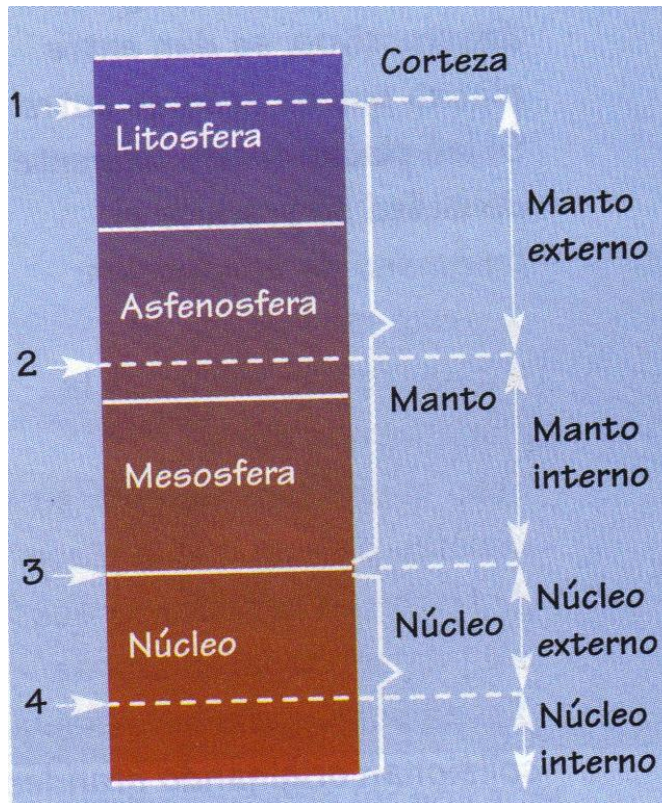 Corteza
1
Litosfera
Manto
externo
Asfenosfera
2
Manto
Manto
interno
Mesosfera
3
Núcleo
Núcleo
externo
Núcleo
4
Núcleo
interno